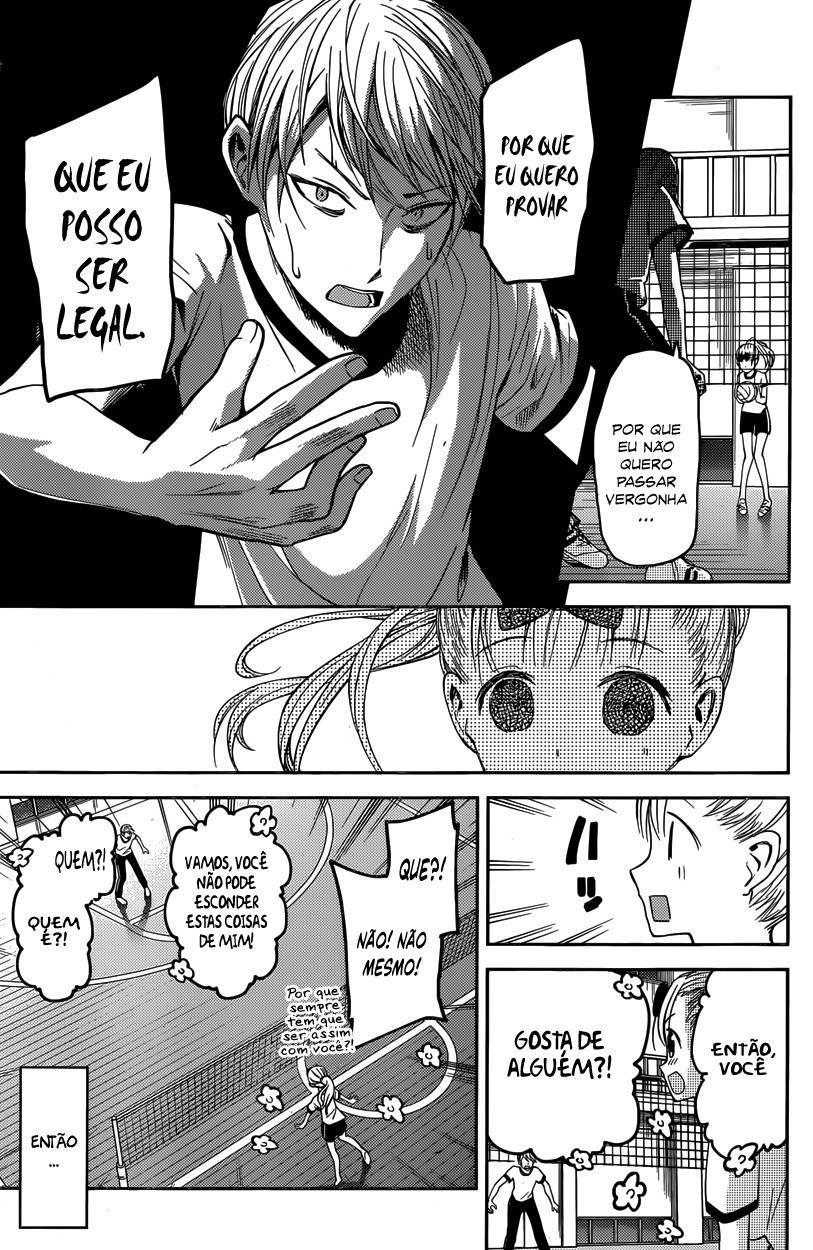 POR QUE
EU NÃO
QUERO
PASSAR
VERGONHA
...
POR QUE
EU QUERO
PROVAR
QUE EU
POSSO
SER
LEGAL.
ENTÃO,
VOCÊ
GOSTA DE
ALGUÉM?!
QUE?!
NÃO! NÃO
MESMO!
Por que
sempre
tem que
ser assim
com você?!
VAMOS, VOCÊ
NÃO PODE
ESCONDER
ESTAS COISAS
DE MIM!
QUEM?!
QUEM
É?!
ENTÃO
...